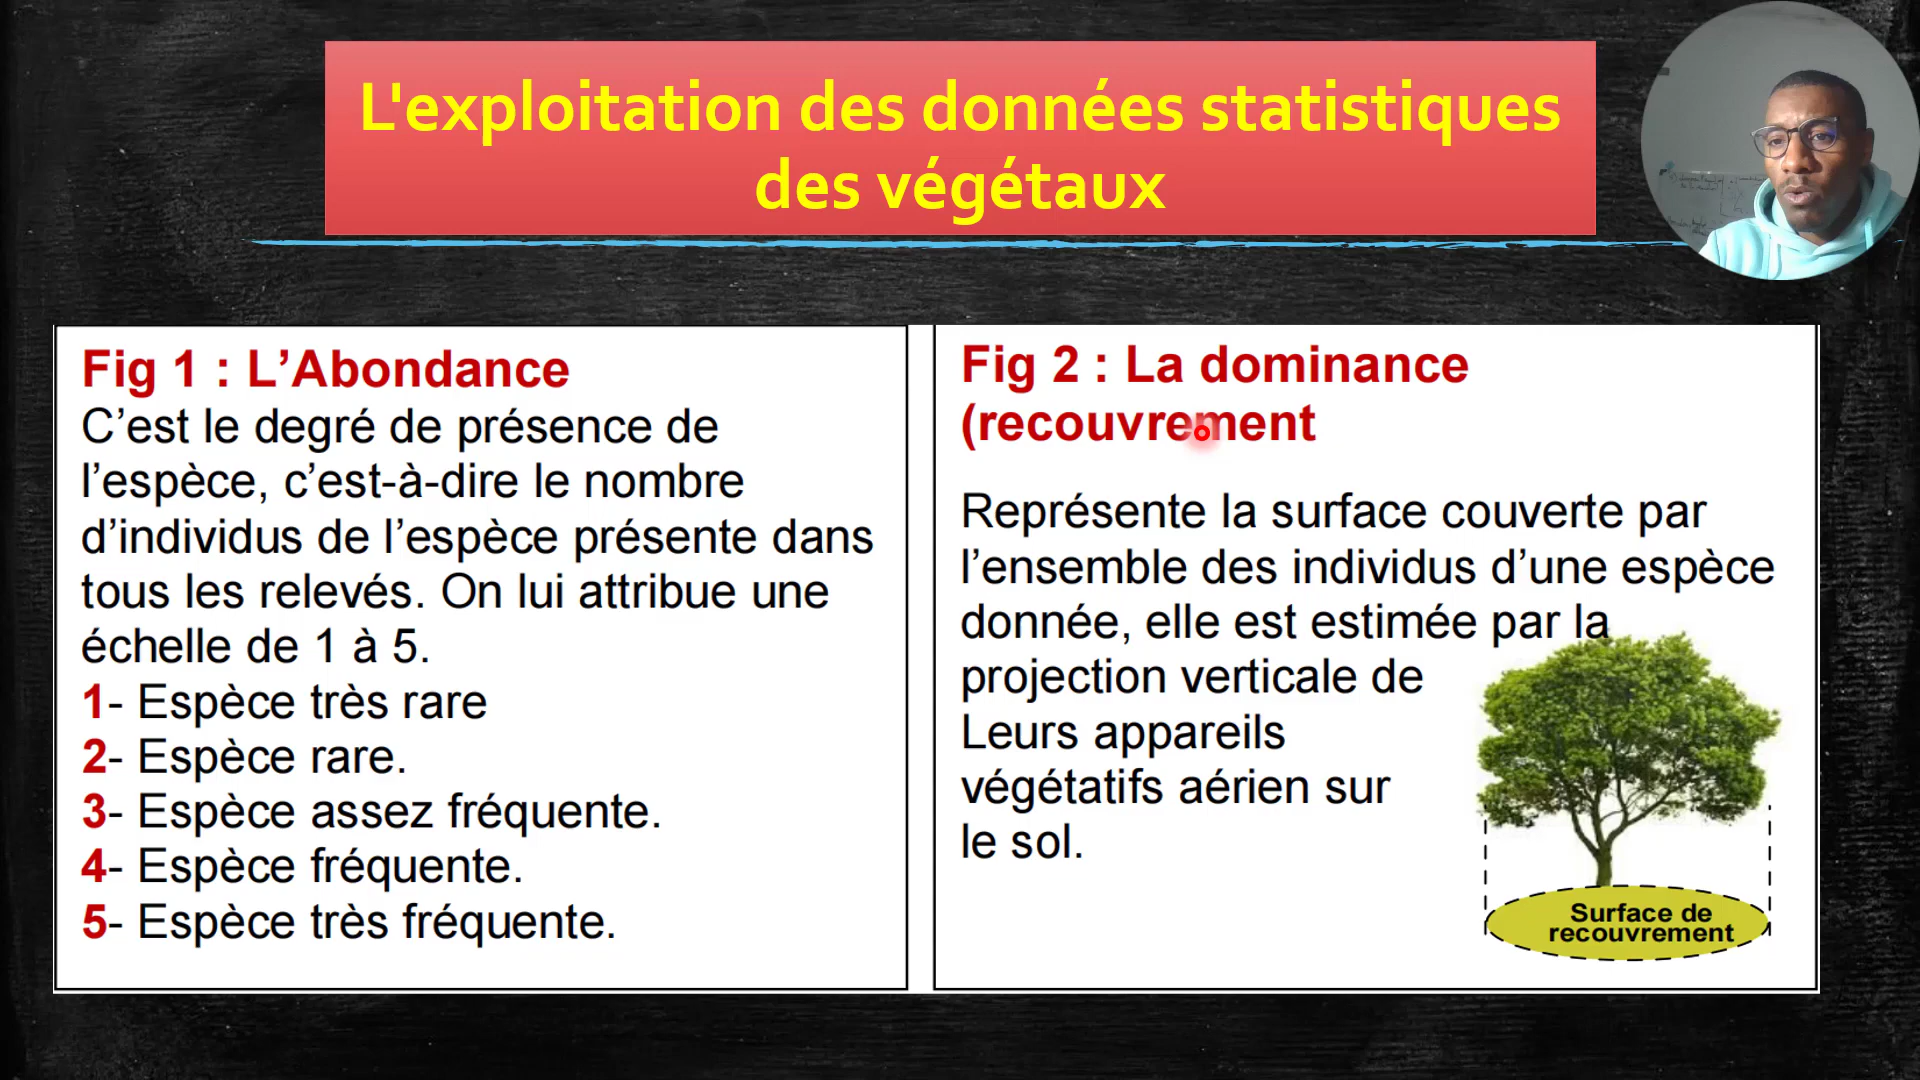 L'exploitation des données statistiques
des végétaux
Fig 1 : L’Abondance
C’est le degré de présence de
l’espèce, c’est-à-dire le nombre
d’individus de l’espèce présente dans
tous les relevés. On lui attribue une
échelle de 1 à 5.
1- Espèce très rare
2- Espèce rare.
3- Espèce assez fréquente.
4- Espèce fréquente.
5- Espèce très fréquente.
Fig 2 : La dominance
(recouvrement
Représente la surface couverte par
l’ensemble des individus d’une espèce
donnée, elle est estimée par la
projection verticale de
Leurs appareils
végétatifs aérien sur
le sol.
Surface de
recouvrement